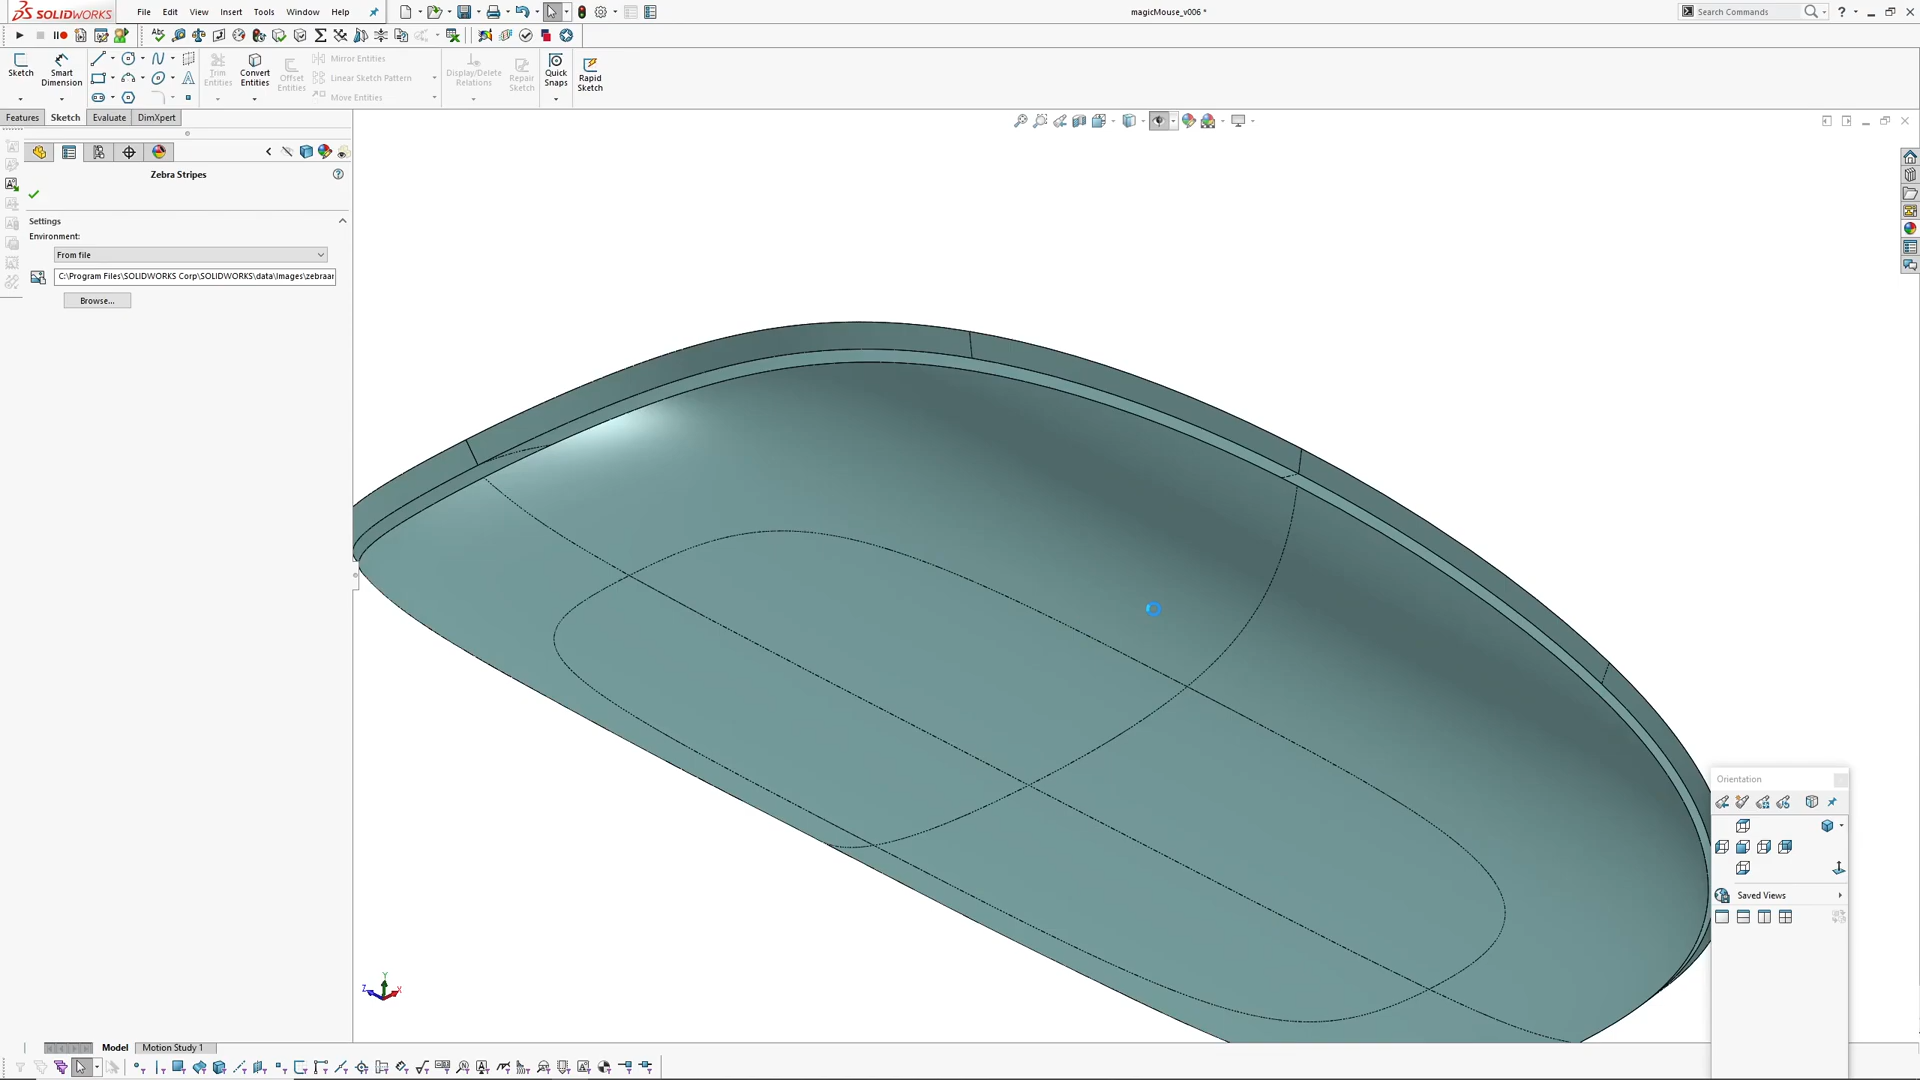 SOLIDWORKS File Edit View Insert Tools Window Help magicMouse_v006 * Search Commands
Sketch
Smart Dimension
Trim Entities
Convert Entities
Offset Entities
Mirror Entities
Linear Sketch Pattern
Move Entities
Display/Delete Relations
Repair Sketch
Quick Snaps
Rapid Sketch
Features Sketch Evaluate DimXpert
Zebra Stripes
Settings
Environment:
From file
C:\Program Files\SOLIDWORKS Corp\SOLIDWORKS\data\Images\zebraar
Browse...
Orientation
Saved Views
Y
Z
X
Model Motion Study 1